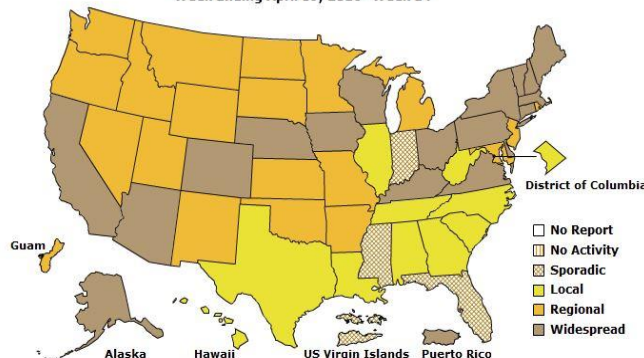 District of Columbia
No Report
No Activity
Sporadic
Local
Regional
Widespread
Guam
Alaska
Hawaii
US Virgin Islands
Puerto Rico